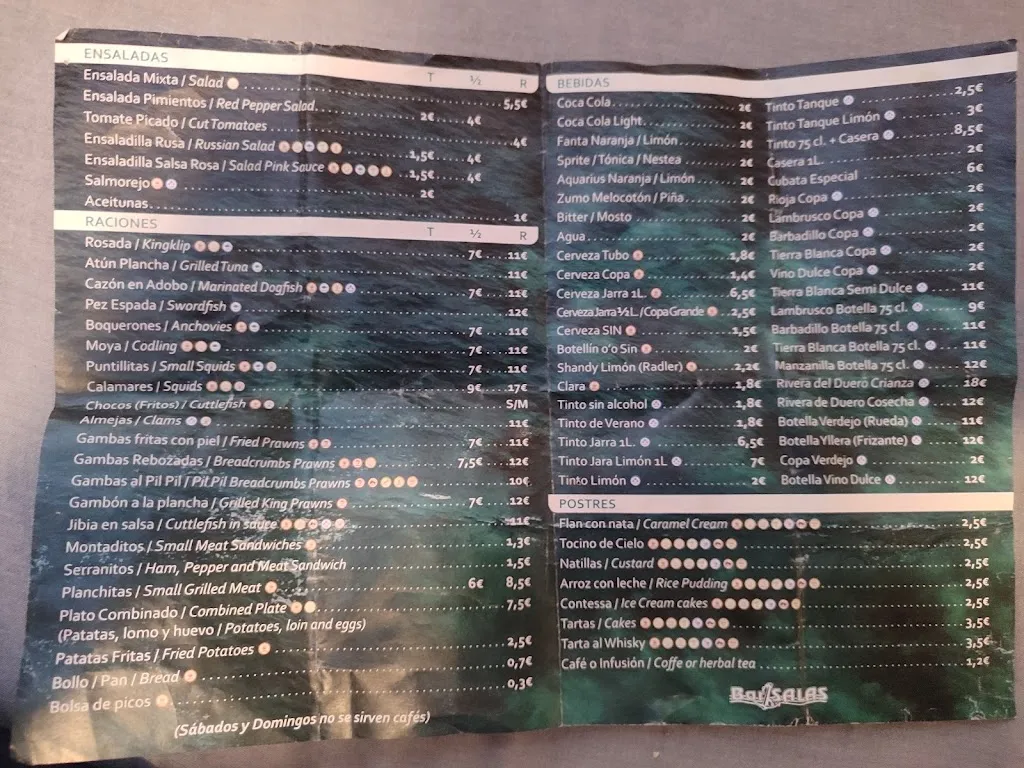 ENSALADAS T ½ R
Ensalada Mixta / Salad 5,5€
Ensalada Pimientos / Red Pepper Salad 2€ 4€
Tomate Picado / Cut Tomatoes 4€
Ensaladilla Rusa / Russian Salad 1,5€ 4€
Ensaladilla Salsa Rosa / Salad Pink Sauce 1,5€ 4€
Salmorejo 2€
Aceitunas 1€
RACIONES T ½ R
Rosada / Kingklip 7€ 11€
Atún Plancha / Grilled Tuna 11€
Cazón en Adobo / Marinated Dogfish 7€ 11€
Pez Espada / Swordfish 12€
Boquerones / Anchovies 7€ 11€
Moya / Codling 7€ 11€
Puntillitas / Small Squids 7€ 11€
Calamares / Squids 9€ 17€
Chocos (Fritos) / Cuttlefish S/M
Almejas / Clams 11€
Gambas fritas con piel / Fried Prawns 7€ 11€
Gambas Rebozadas / Breadcrumbs Prawns 7,5€ 12€
Gambas al Pil Pil / Pil Pil Breadcrumbs Prawns 10€
Gambón a la plancha / Grilled King Prawns 7€ 12€
Jibia en salsa / Cuttlefish in sauce 11€
Montaditos / Small Meat Sandwiches 1,3€
Serranitos / Ham, Pepper and Meat Sandwich 1,5€
Planchitas / Small Grilled Meat 6€ 8,5€
Plato Combinado / Combined Plate 7,5€
(Patatas, lomo y huevo / Potatoes, loin and eggs)
Patatas Fritas / Fried Potatoes 2,5€
Bollo / Pan / Bread 0,7€
Bolsa de picos 0,3€
(Sábados y Domingos no se sirven cafés)
BEBIDAS
Coca Cola 2€
Coca Cola Light 2€
Fanta Naranja / Limón 2€
Sprite / Tónica / Nestea 2€
Aquarius Naranja / Limón 2€
Zumo Melocotón / Piña 2€
Bitter / Mosto 2€
Agua 2€
Cerveza Tubo 1,8€
Cerveza Copa 1,4€
Cerveza Jarra 1L. 6,5€
Cerveza Jarra ½L. / Copa Grande 2,5€
Cerveza SIN 1,5€
Botellín 0'0 Sin 2€
Shandy Limón (Radler) 2,2€
Clara 1,8€
Tinto sin alcohol 1,8€
Tinto de Verano 1,8€
Tinto Jarra 1L. 6,5€
Tinto Jara Limón 1L 7€
Tinto Limón 2€
Tinto Tanque 2,5€
Tinto Tanque Limón 3€
Tinto 75 cl. + Casera 8,5€
Casera 1L. 2€
Cubata Especial 6€
Rioja Copa 2€
Lambrusco Copa 2€
Barbadillo Copa 2€
Tierra Blanca Copa 2€
Vino Dulce Copa 2€
Tierra Blanca Semi Dulce 11€
Lambrusco Botella 75 cl. 9€
Barbadillo Botella 75 cl. 11€
Tierra Blanca Botella 75 cl. 11€
Manzanilla Botella 75 cl. 12€
Rivera del Duero Crianza 18€
Rivera de Duero Cosecha 12€
Botella Verdejo (Rueda) 11€
Botella Yllera (Frizante) 12€
Copa Verdejo 2€
Botella Vino Dulce 12€
POSTRES
Flan con nata / Caramel Cream 2,5€
Tocino de Cielo 2,5€
Natillas / Custard 2,5€
Arroz con leche / Rice Pudding 2,5€
Contessa / Ice Cream cakes 2,5€
Tartas / Cakes 3,5€
Tarta al Whisky 3,5€
Café o Infusión / Coffe or herbal tea 1,2€
Bar SALAS